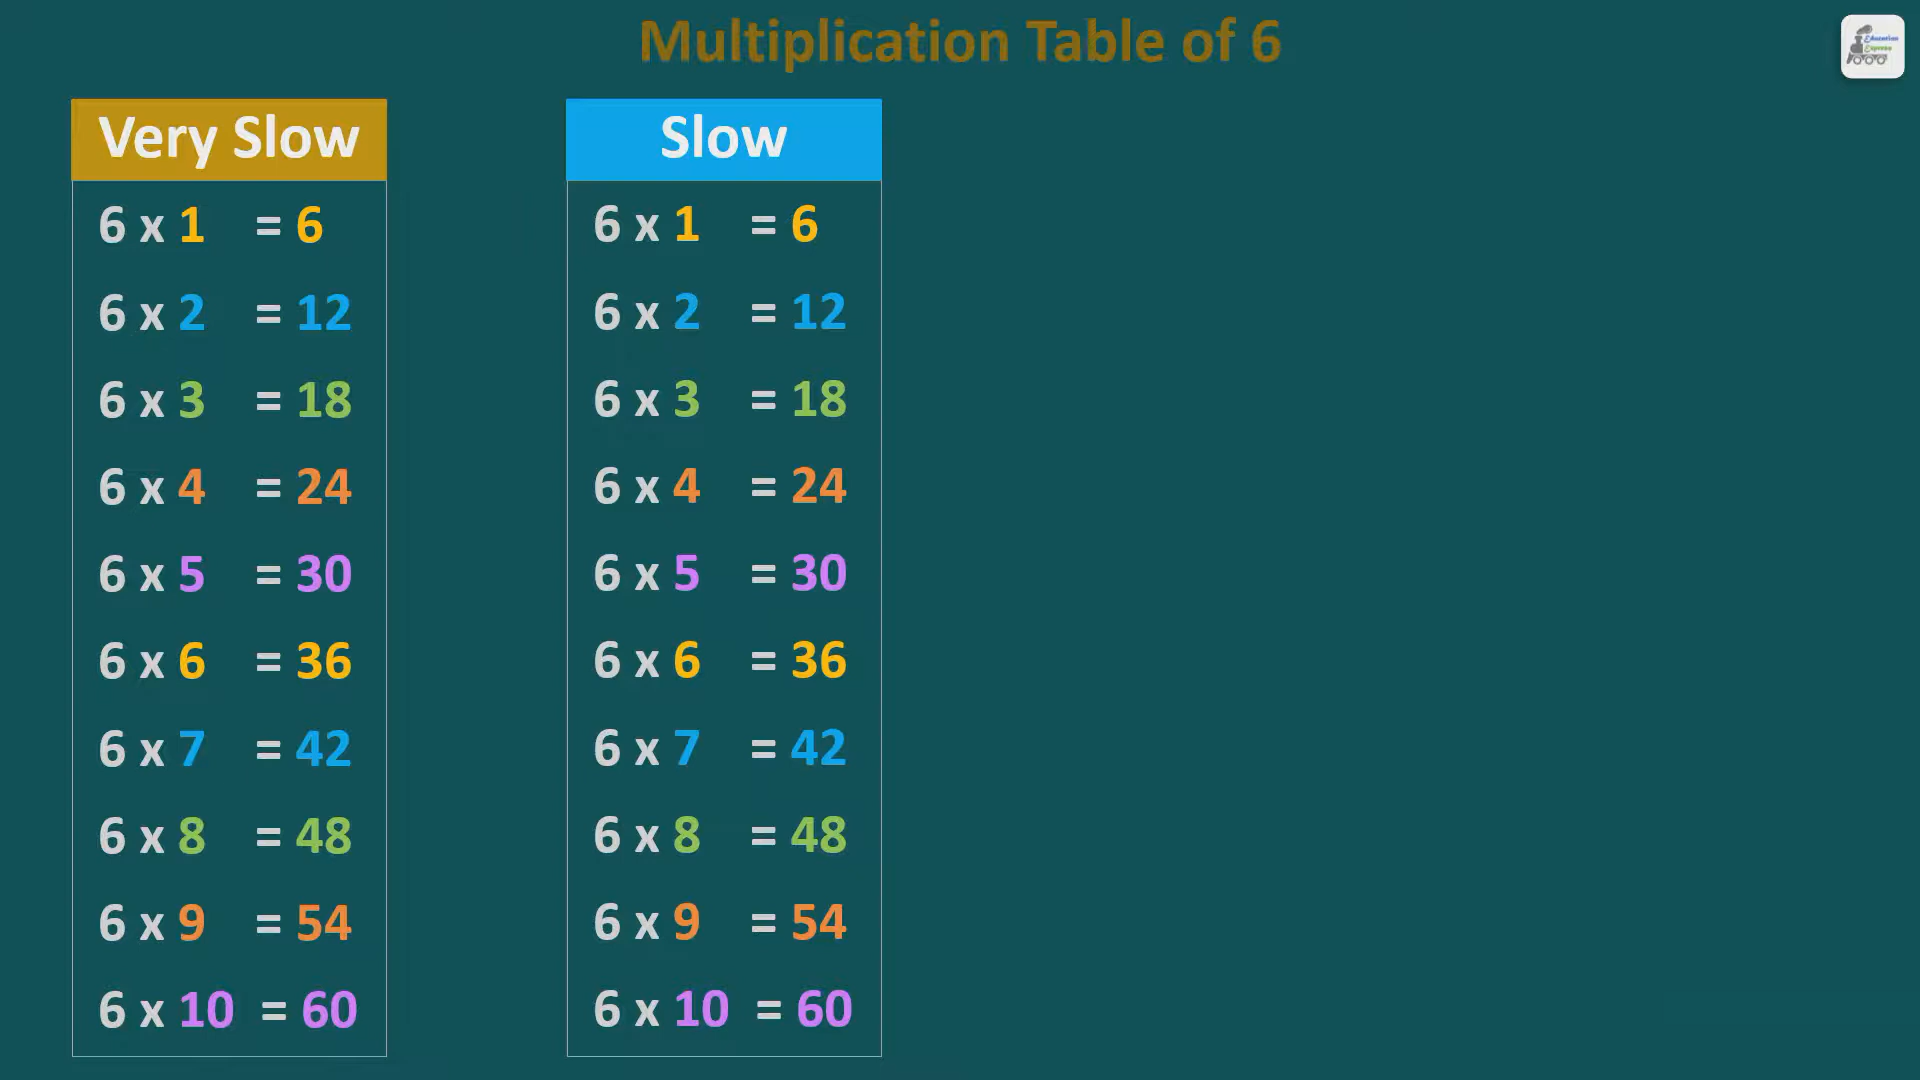 Multiplication Table of 6
Education
Express
Very Slow
6 x 1 = 6
6 x 2 = 12
6 x 3 = 18
6 x 4 = 24
6 x 5 = 30
6 x 6 = 36
6 x 7 = 42
6 x 8 = 48
6 x 9 = 54
6 x 10 = 60
Slow
6 x 1 = 6
6 x 2 = 12
6 x 3 = 18
6 x 4 = 24
6 x 5 = 30
6 x 6 = 36
6 x 7 = 42
6 x 8 = 48
6 x 9 = 54
6 x 10 = 60